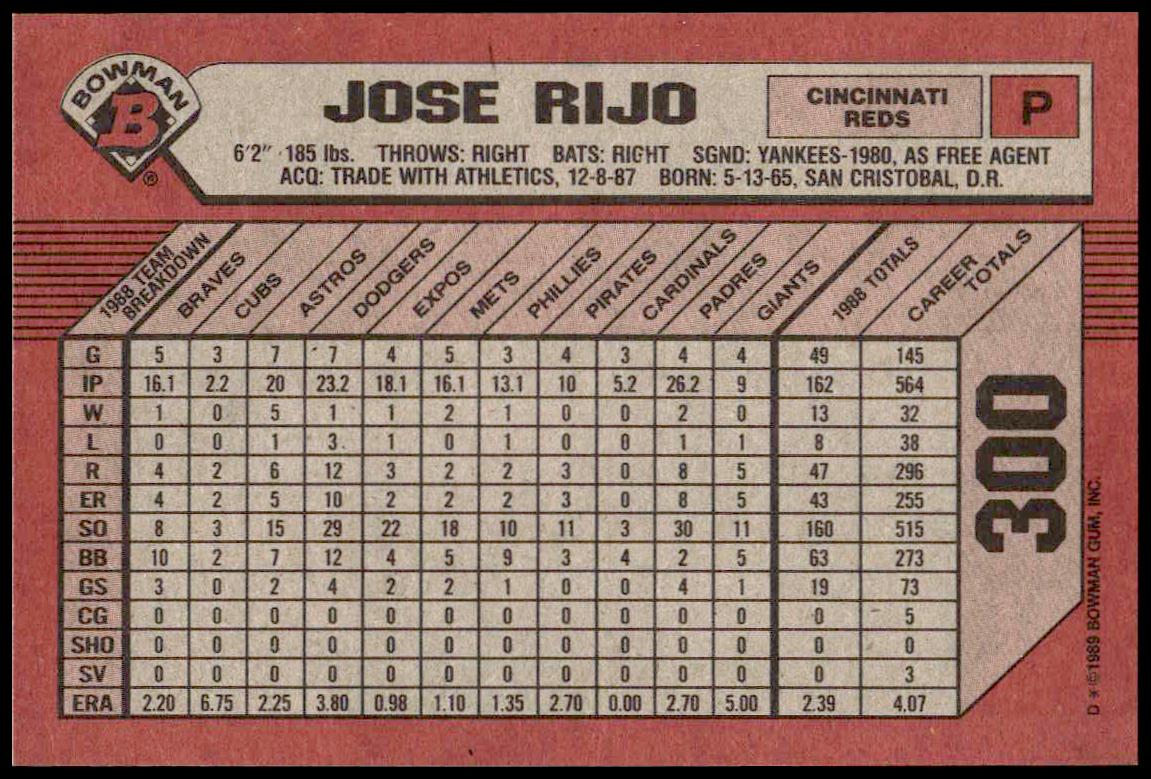 BOWMAN
B
®
JOSE RIJO
CINCINNATI
REDS
P
6'2" 185 lbs. THROWS: RIGHT BATS: RIGHT SGND: YANKEES-1980, AS FREE AGENT
ACQ: TRADE WITH ATHLETICS, 12-8-87 BORN: 5-13-65, SAN CRISTOBAL, D.R.
1988 TEAM
BREAKDOWN
BRAVES
CUBS
ASTROS
DODGERS
EXPOS
METS
PHILLIES
PIRATES
CARDINALS
PADRES
GIANTS
1988 TOTALS
CAREER
TOTALS
G 5 3 7 7 4 5 3 4 3 4 4 49 145
IP 16.1 2.2 20 23.2 18.1 16.1 13.1 10 5.2 26.2 9 162 564
W 1 0 5 1 1 2 1 0 0 2 0 13 32
L 0 0 1 3 1 0 1 0 0 1 1 8 38
R 4 2 6 12 3 2 2 3 0 8 5 47 296
ER 4 2 5 10 2 2 2 3 0 8 5 43 255
SO 8 3 15 29 22 18 10 11 3 30 11 160 515
BB 10 2 7 12 4 5 9 3 4 2 5 63 273
GS 3 0 2 4 2 2 1 0 0 4 1 19 73
CG 0 0 0 0 0 0 0 0 0 0 0 0 5
SHO 0 0 0 0 0 0 0 0 0 0 0 0 0
SV 0 0 0 0 0 0 0 0 0 0 0 0 3
ERA 2.20 6.75 2.25 3.80 0.98 1.10 1.35 2.70 0.00 2.70 5.00 2.39 4.07
300
D * © 1989 BOWMAN GUM, INC.